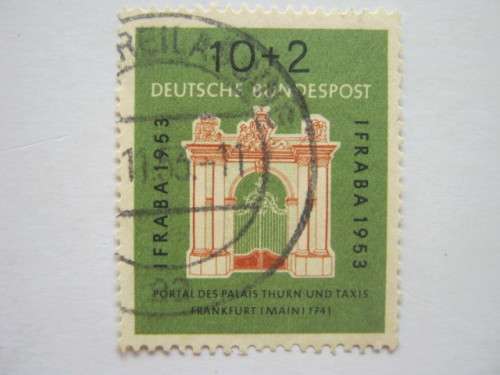 10+2
DEUTSCHE BUNDESPOST
IFRABA 1953
IFRABA 1953
PORTAL DES PALAIS THURN UND TAXIS
FRANKFURT (MAIN) 1741